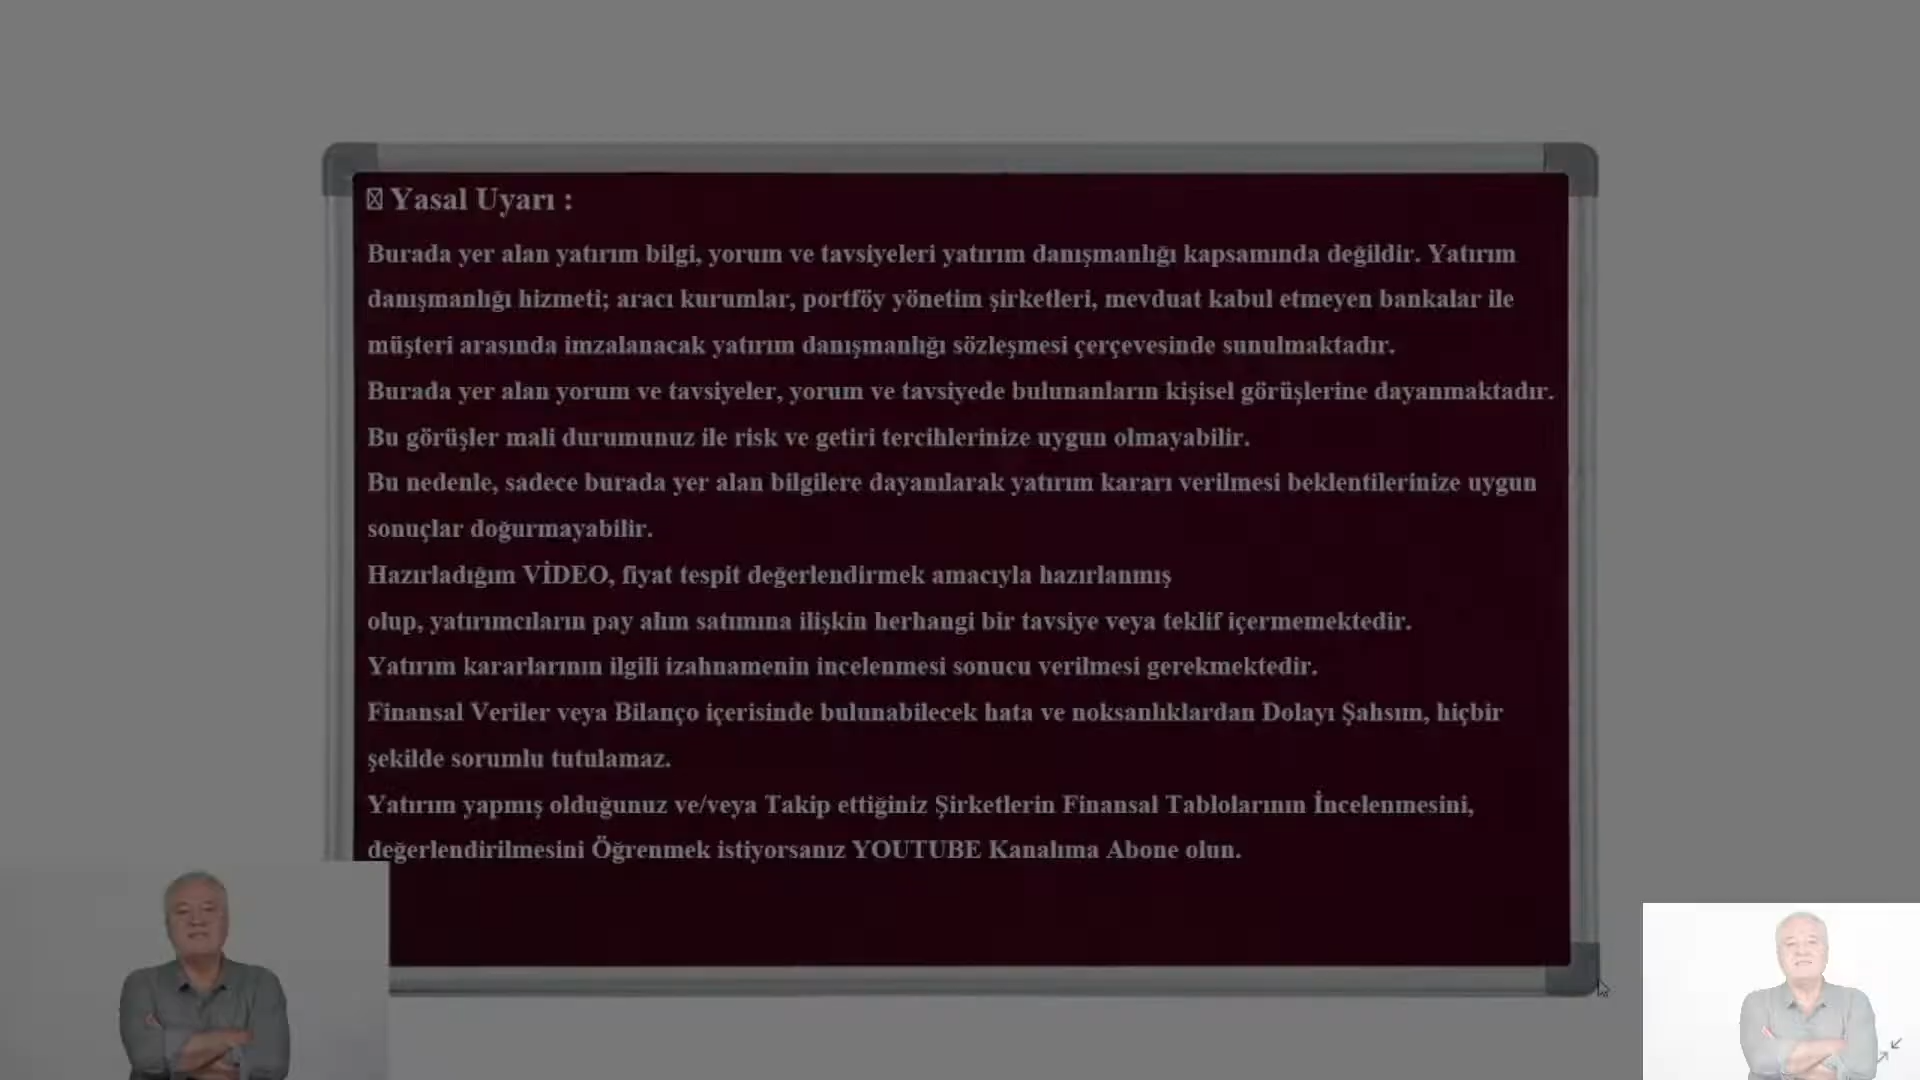 Yasal Uyarı :
Burada yer alan yatırım bilgi, yorum ve tavsiyeleri yatırım danışmanlığı kapsamında değildir. Yatırım
danışmanlığı hizmeti; aracı kurumlar, portföy yönetim şirketleri, mevduat kabul etmeyen bankalar ile
müşteri arasında imzalanacak yatırım danışmanlığı sözleşmesi çerçevesinde sunulmaktadır.
Burada yer alan yorum ve tavsiyeler, yorum ve tavsiyede bulunanların kişisel görüşlerine dayanmaktadır.
Bu görüşler mali durumunuz ile risk ve getiri tercihlerinize uygun olmayabilir.
Bu nedenle, sadece burada yer alan bilgilere dayanılarak yatırım kararı verilmesi beklentilerinize uygun
sonuçlar doğurmayabilir.
Hazırladığım VİDEO, fiyat tespit değerlendirmek amacıyla hazırlanmış
olup, yatırımcıların pay alım satımına ilişkin herhangi bir tavsiye veya teklif içermemektedir.
Yatırım kararlarının ilgili izahnamenin incelenmesi sonucu verilmesi gerekmektedir.
Finansal Veriler veya Bilanço içerisinde bulunabilecek hata ve noksanlıklardan Dolayı Şahsım, hiçbir
şekilde sorumlu tutulamaz.
Yatırım yapmış olduğunuz ve/veya Takip ettiğiniz Şirketlerin Finansal Tablolarının İncelenmesini,
değerlendirilmesini Öğrenmek istiyorsanız YOUTUBE Kanalıma Abone olun.